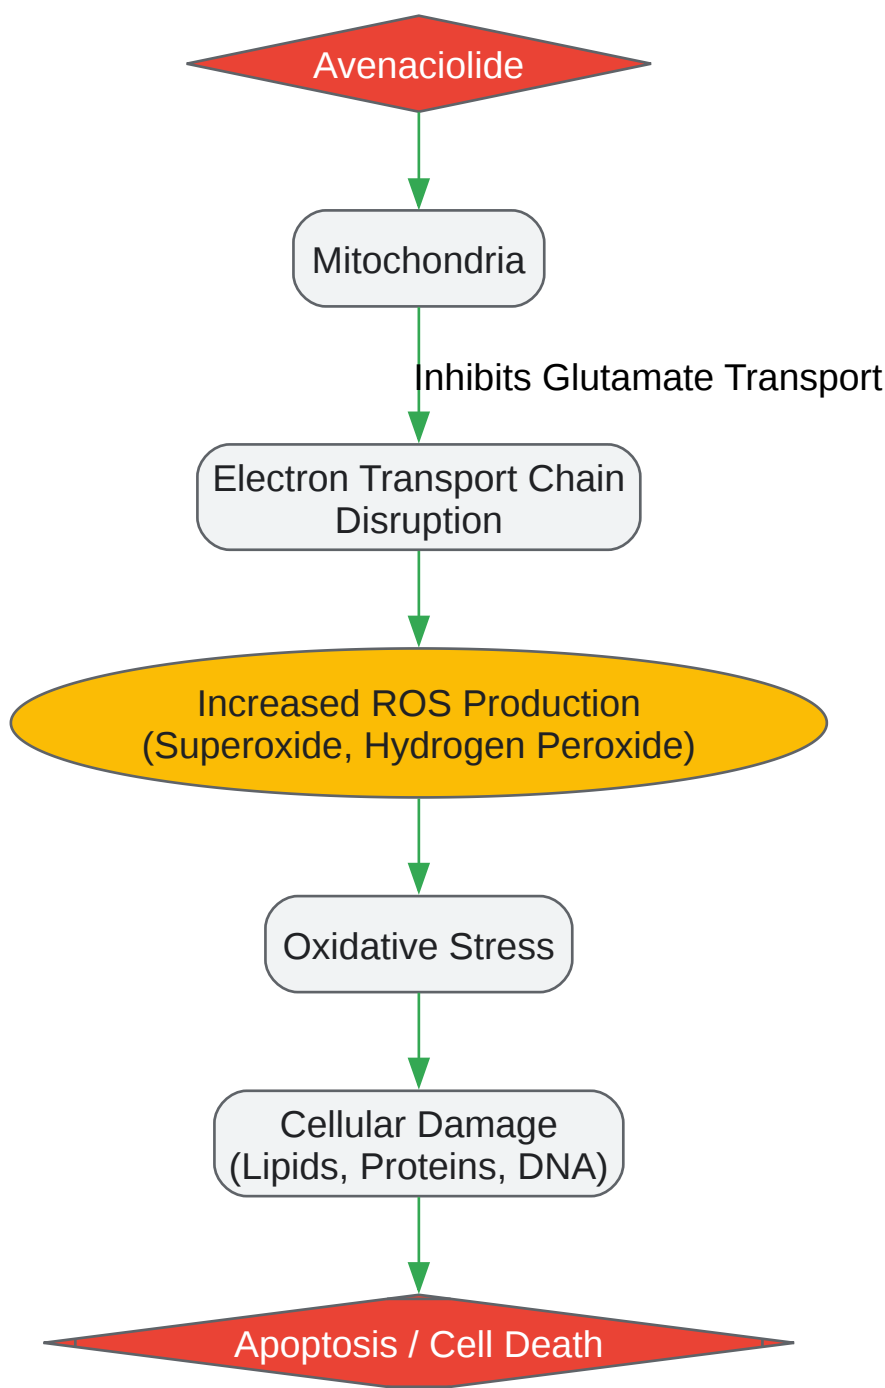 Avenaciolide
Mitochondria
Inhibits Glutamate Transport
Electron Transport Chain
Disruption
Increased ROS Production
(Superoxide, Hydrogen Peroxide)
Oxidative Stress
Cellular Damage
(Lipids, Proteins, DNA)
Apoptosis / Cell Death